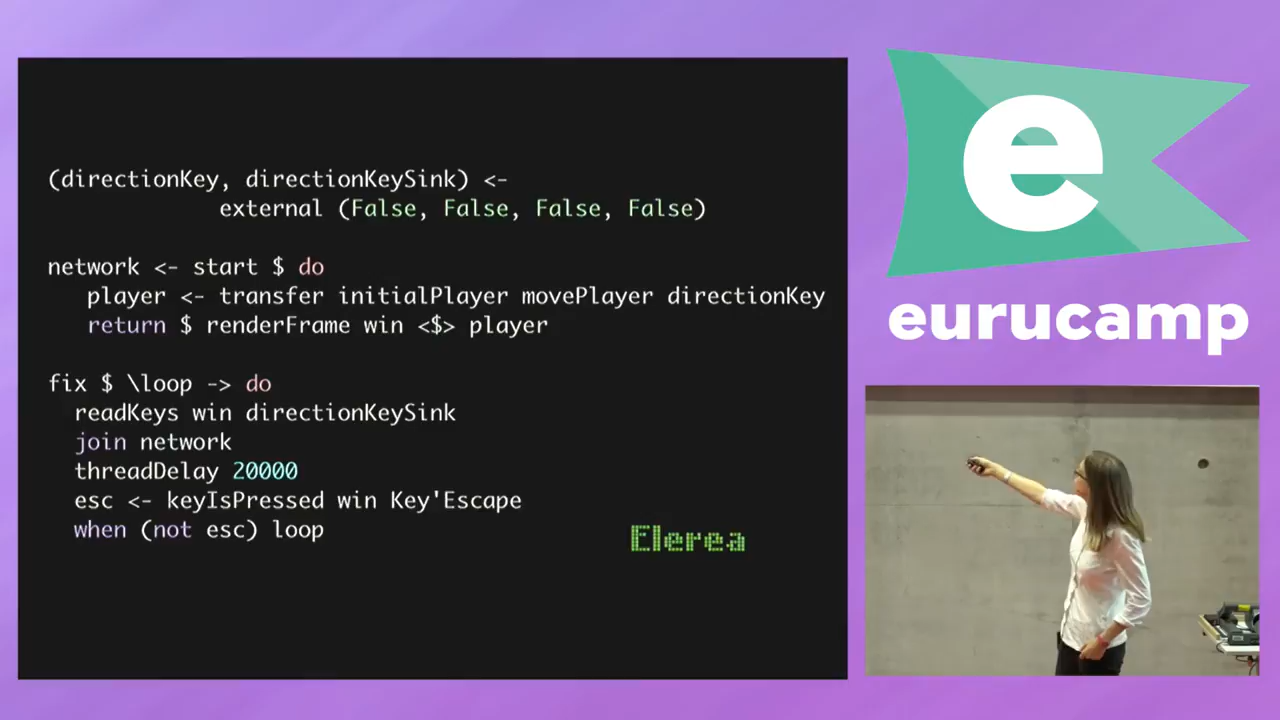 (directionKey, directionKeySink) <-
external (False, False, False, False)
network <- start $ do
player <- transfer initialPlayer movePlayer directionKey
return $ renderFrame win <$> player
fix $ \loop -> do
readKeys win directionKeySink
join network
threadDelay 20000
esc <- keyIsPressed win Key'Escape
when (not esc) loop
Elerea
e
eurucamp